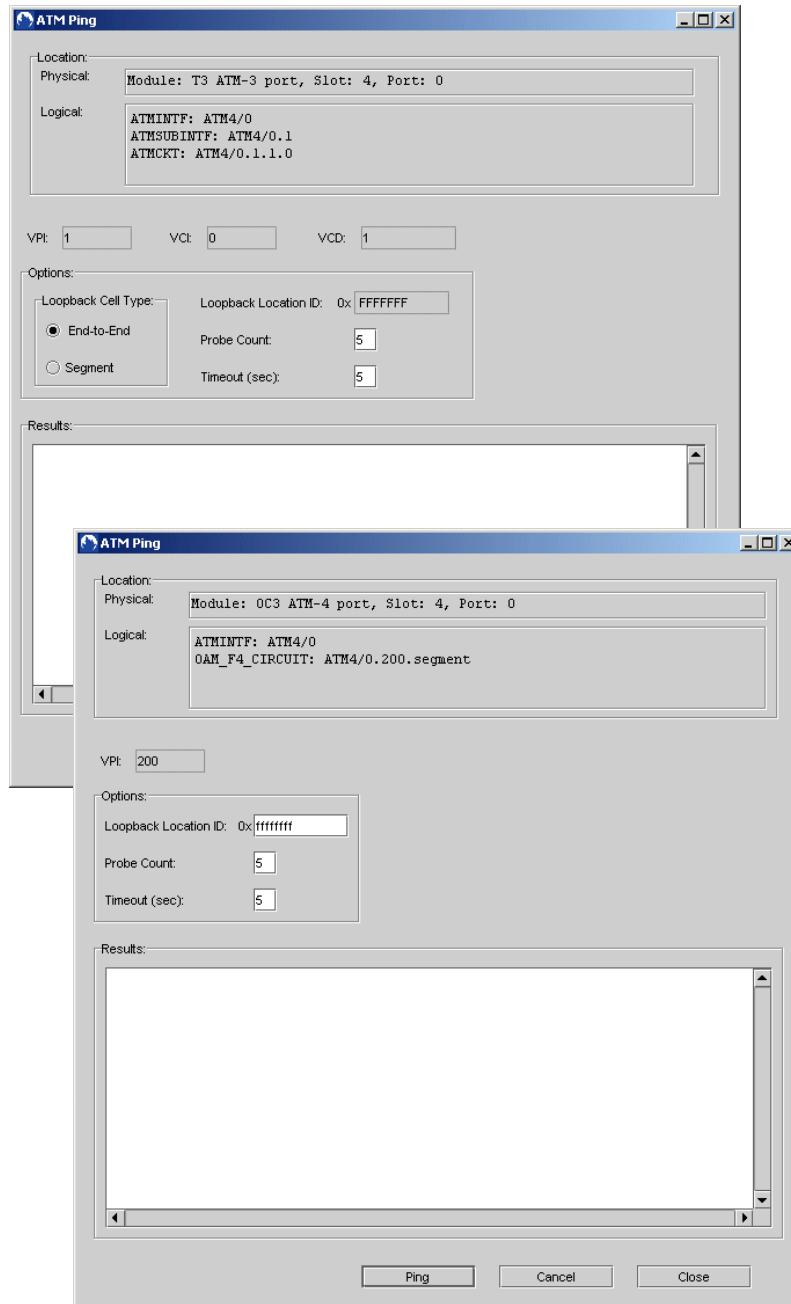 ATM Ping
Location:
Physical: Module: T3 ATM-3 port, Slot: 4, Port: 0
Logical: ATMINTF: ATM4/0
ATMSUBINTF: ATM4/0.1
ATMCKT: ATM4/0.1.1.0
VPI: 1 VCI: 0 VCD: 1
Options:
Loopback Cell Type: Loopback Location ID: 0x FFFFFFF
End-to-End
Probe Count: 5
Segment
Timeout (sec): 5
Results:
ATM Ping
Location:
Physical: Module: OC3 ATM-4 port, Slot: 4, Port: 0
Logical: ATMINTF: ATM4/0
OAM_F4_CIRCUIT: ATM4/0.200.segment
VPI: 200
Options:
Loopback Location ID: 0x ffffffff
Probe Count: 5
Timeout (sec): 5
Results:
Ping Cancel Close